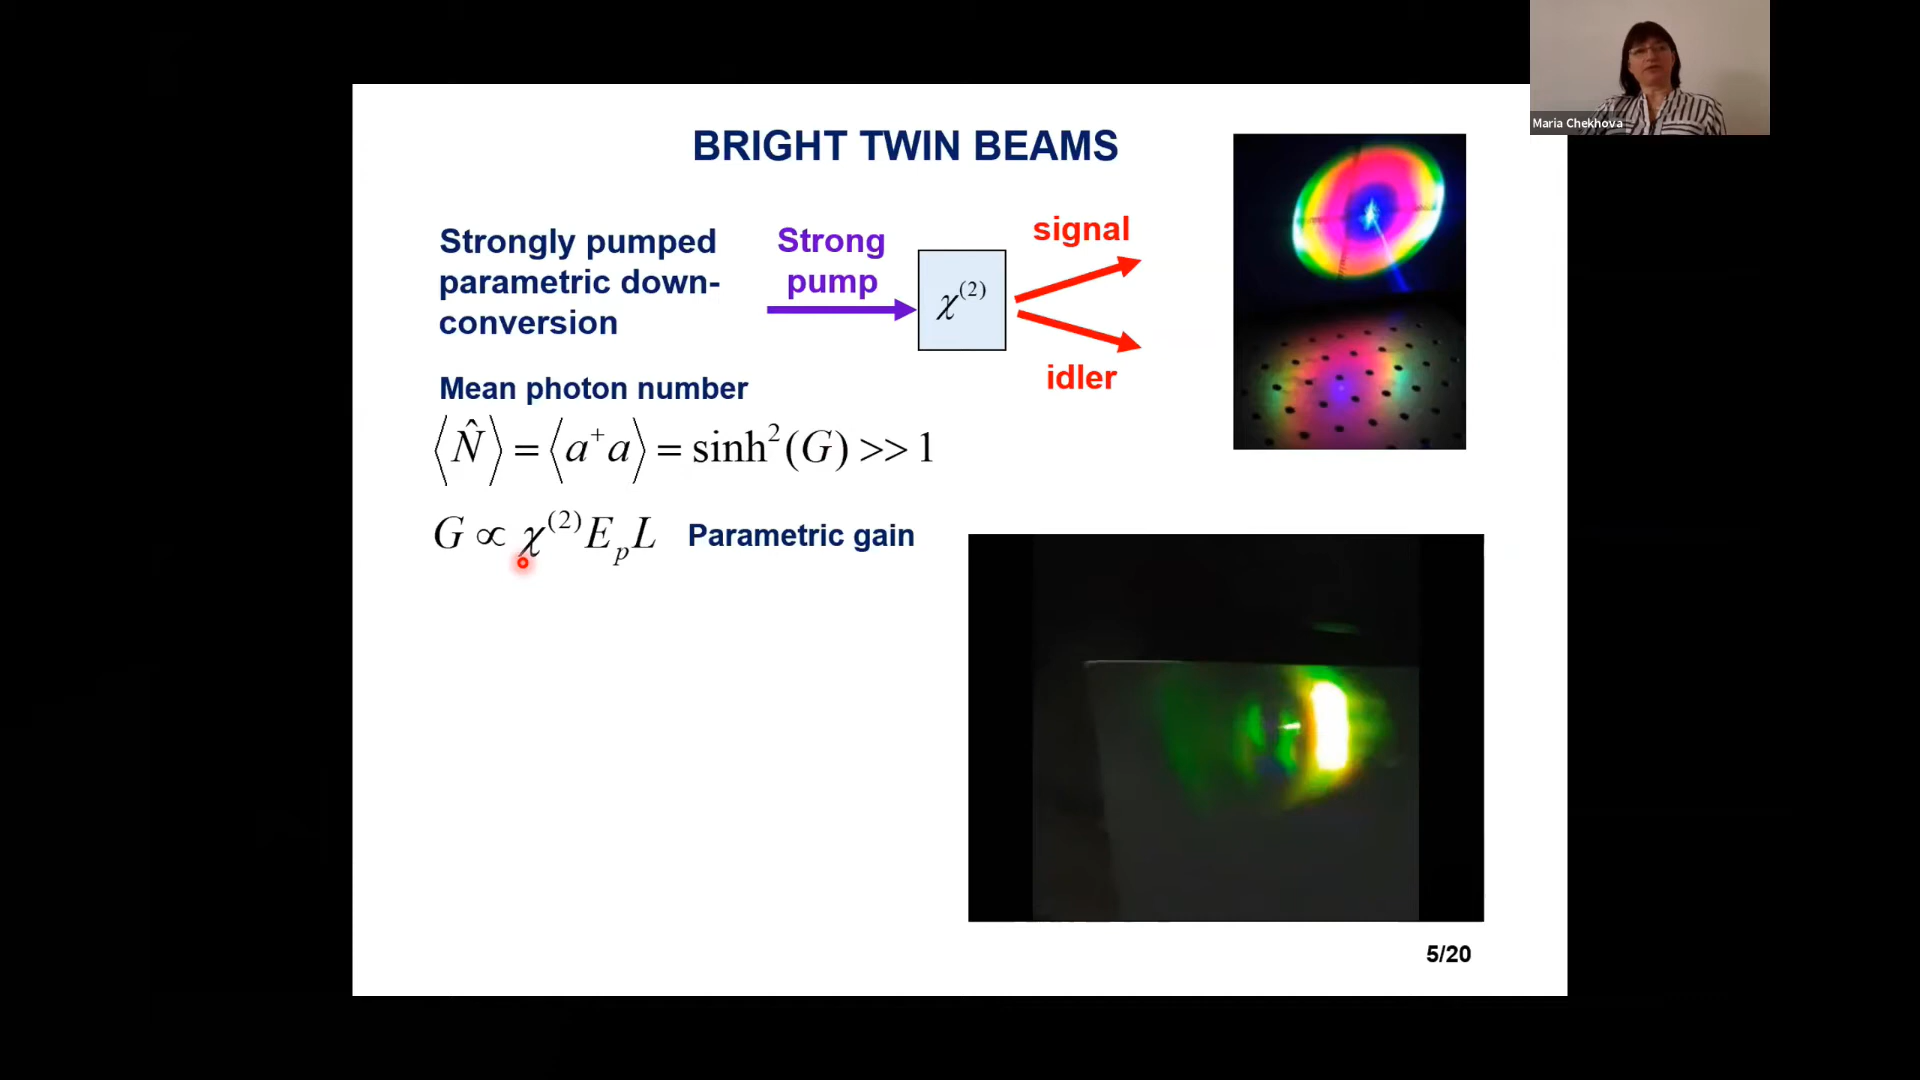 BRIGHT TWIN BEAMS
Strongly pumped
parametric down-
conversion
Strong
pump
χ⁽²⁾
signal
idler
Mean photon number
⟨N̂⟩ = ⟨a⁺a⟩ = sinh²(G) >> 1
G ∝ χ⁽²⁾EₚL
Parametric gain
5/20
Maria Chekhova